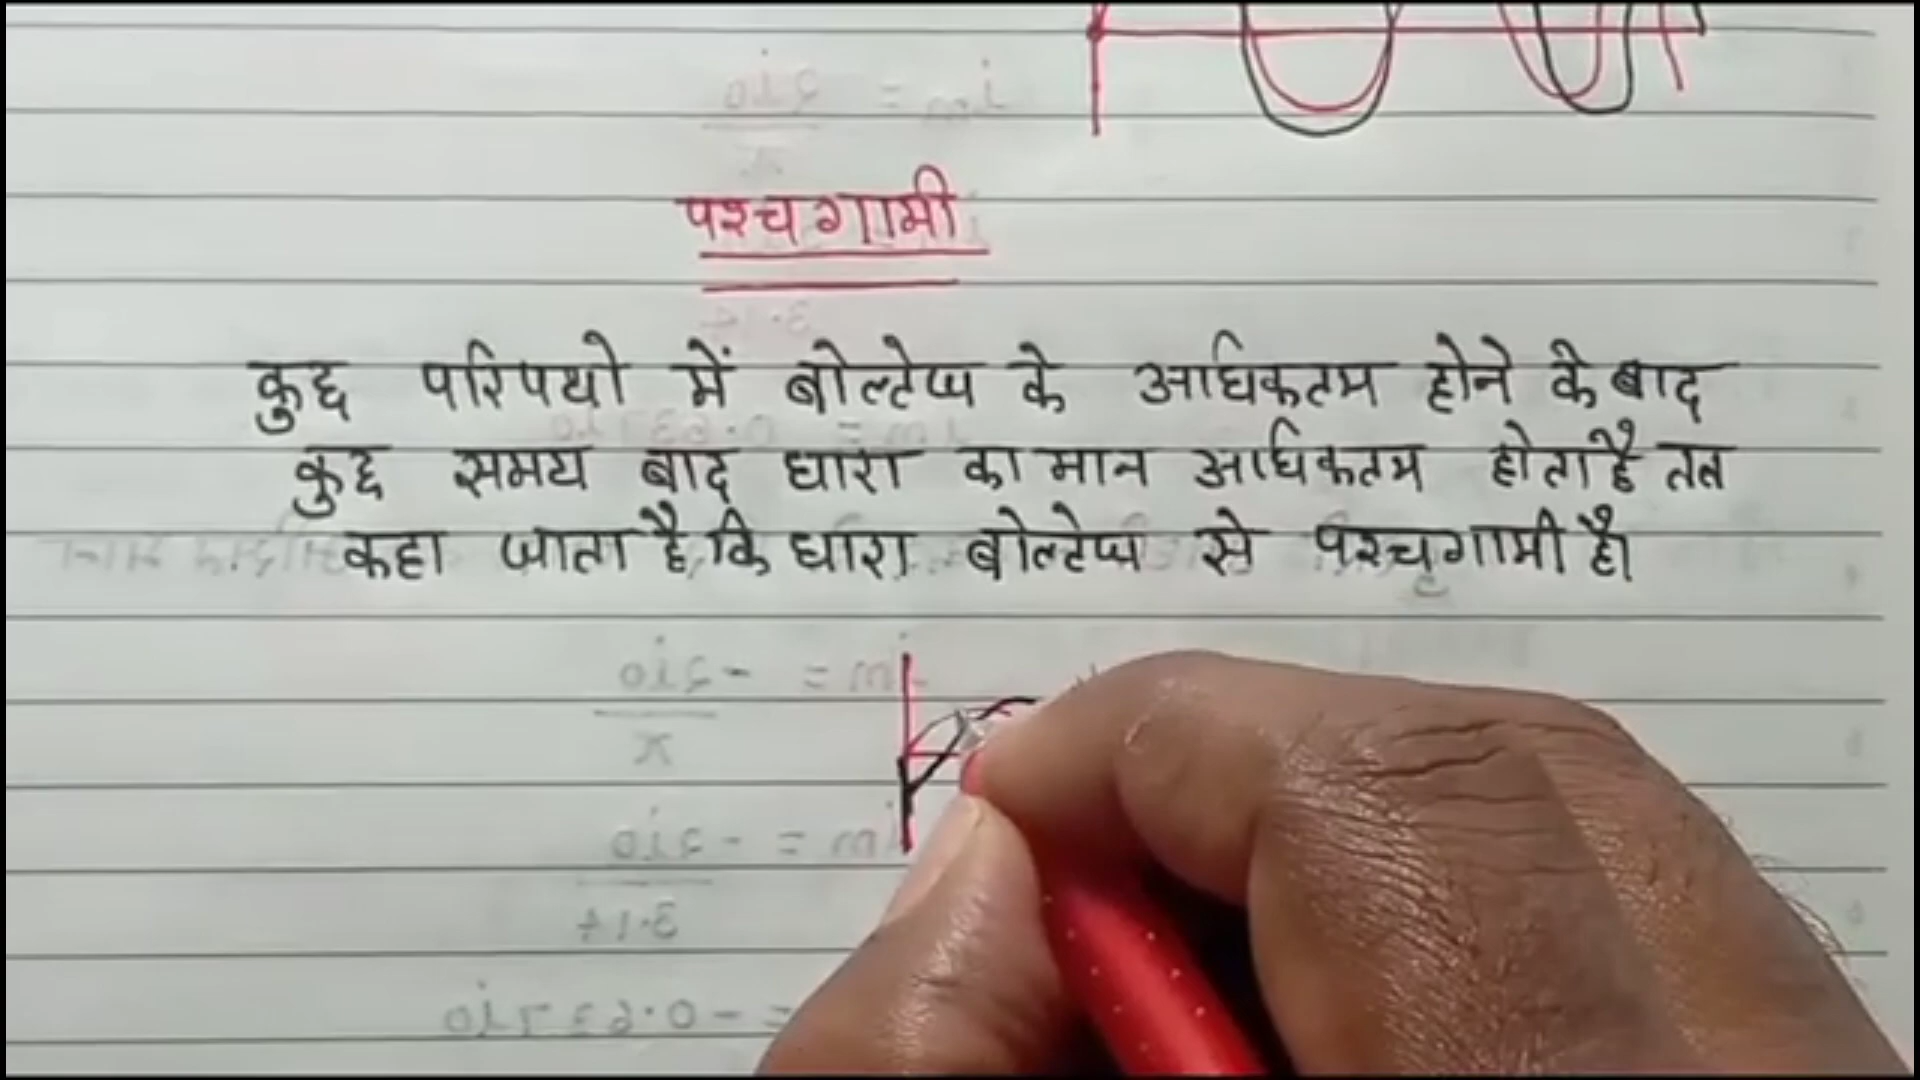 पश्चगामी
कुछ परिपथो में बोल्टेज के अधिकतम होने के बाद
कुछ समय बाद धारा का मान अधिकतम होता है तब
कहा जाता है कि धारा बोल्टेज से पश्चगामी है।